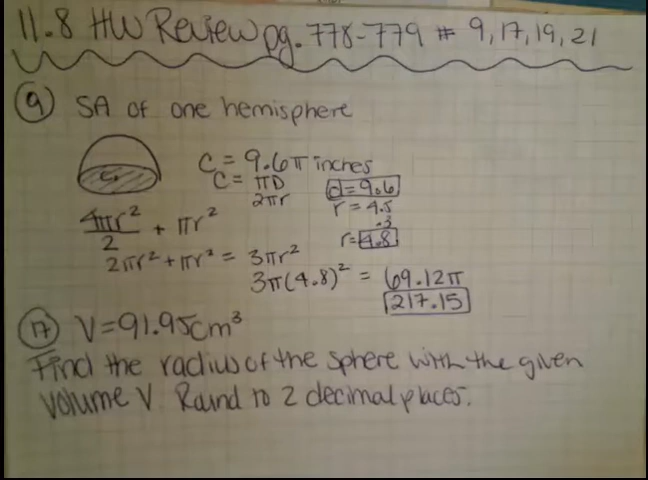 11.8 HW Review pg. 778-779 # 9, 17, 19, 21
9 SA of one hemisphere
C = 9.6π inches
C = πD
2πr
d = 9.6
r = 4.5
.3
r = 4.8
4πr²/2 + πr²
2πr² + πr² = 3πr²
3π(4.8)² = 69.12π
217.15
17 V = 91.95cm³
Find the radius of the sphere with the given
volume V. Round to 2 decimal places.